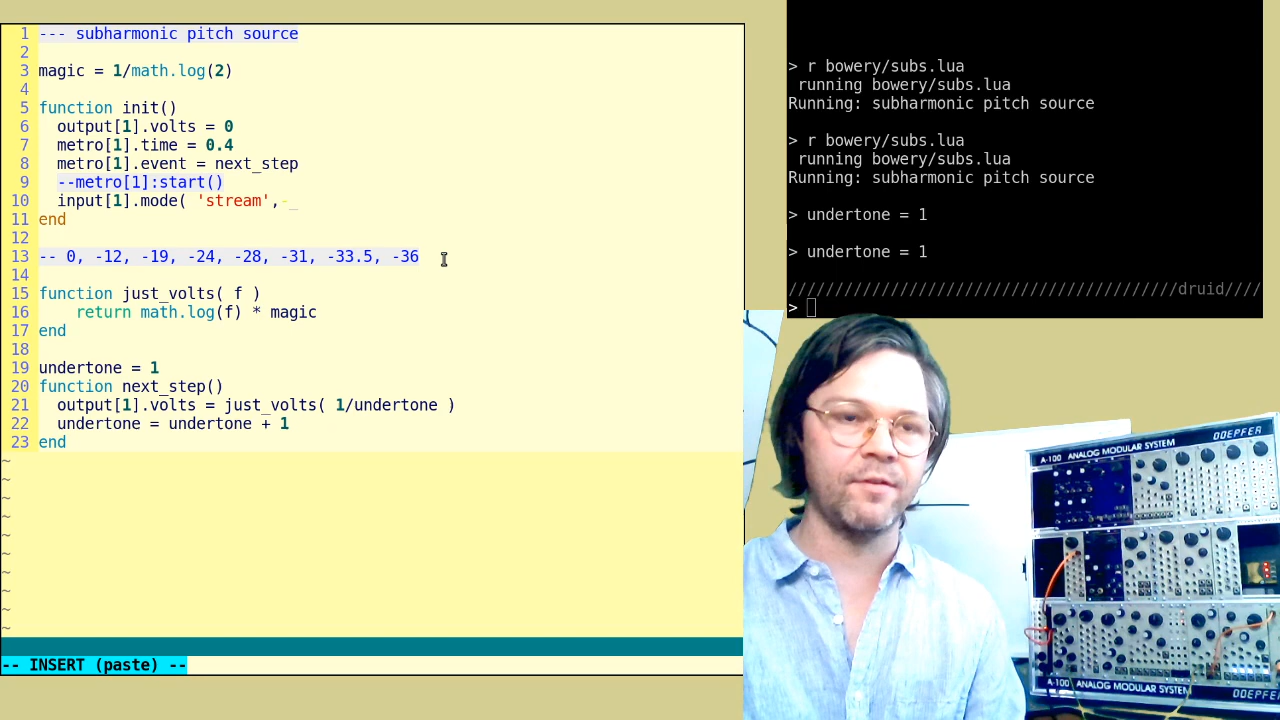 1 --- subharmonic pitch source
2
3 magic = 1/math.log(2)
4
5 function init()
6   output[1].volts = 0
7   metro[1].time = 0.4
8   metro[1].event = next_step
9   --metro[1]:start()
10   input[1].mode( 'stream',
11 end
12
13 -- 0, -12, -19, -24, -28, -31, -33.5, -36
14
15 function just_volts( f )
16     return math.log(f) * magic
17 end
18
19 undertone = 1
20 function next_step()
21   output[1].volts = just_volts( 1/undertone )
22   undertone = undertone + 1
23 end
~
~
~
~
~
~
~
~
~
~
-- INSERT (paste) --
> r bowery/subs.lua
 running bowery/subs.lua
Running: subharmonic pitch source
> r bowery/subs.lua
 running bowery/subs.lua
Running: subharmonic pitch source
> undertone = 1
> undertone = 1
//////////////////////////////////////////druid////
>
A-100 ANALOG MODULAR SYSTEM DOEPFER
A-100 ANALOG MODULAR SYSTEM DOEPFER